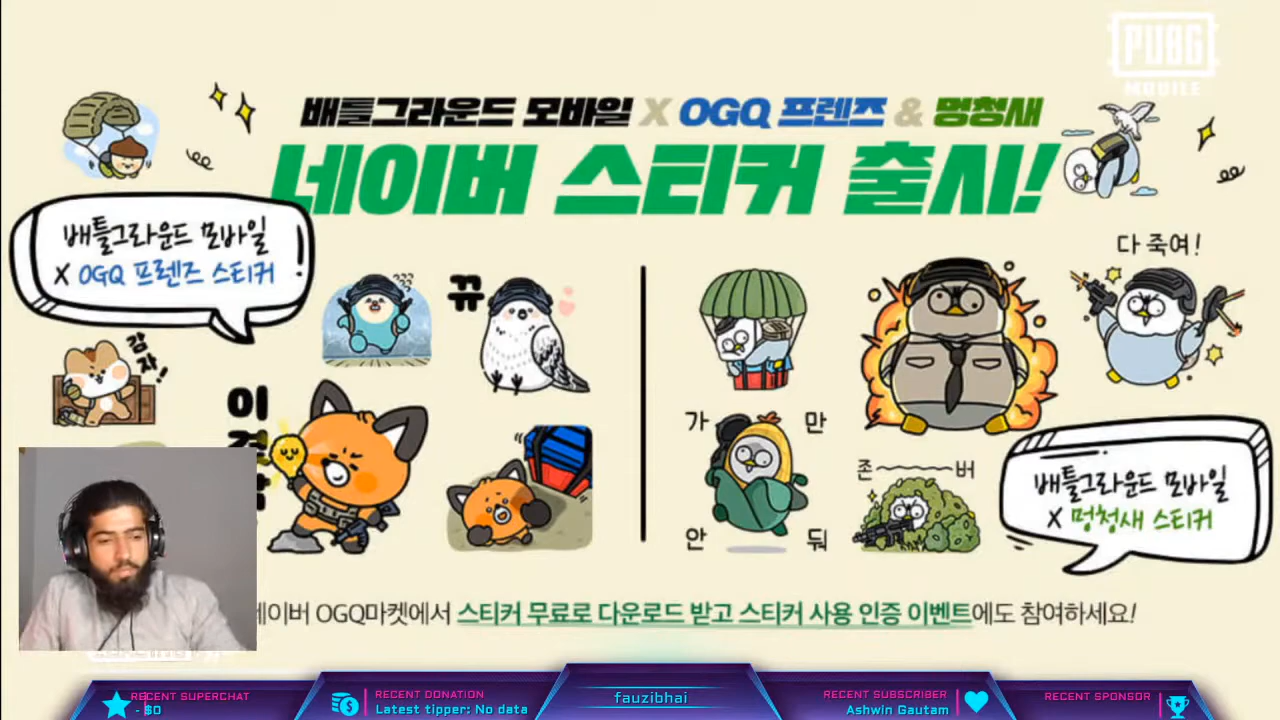 PUBG
MOBILE
배틀그라운드 모바일 X OGQ 프렌즈 & 멍청새
네이버 스티커 출시!
배틀그라운드 모바일
X OGQ 프렌즈 스티커
???
뀨
감자!
이
다 죽여!
가 만
안 둬
존~~~버
배틀그라운드 모바일
X 멍청새 스티커
네이버 OGQ마켓에서 스티커 무료로 다운로드 받고 스티커 사용 인증 이벤트에도 참여하세요!
RECENT SUPERCHAT
- $0
RECENT DONATION
Latest tipper: No data
fauzibhai
RECENT SUBSCRIBER
Ashwin Gautam
RECENT SPONSOR